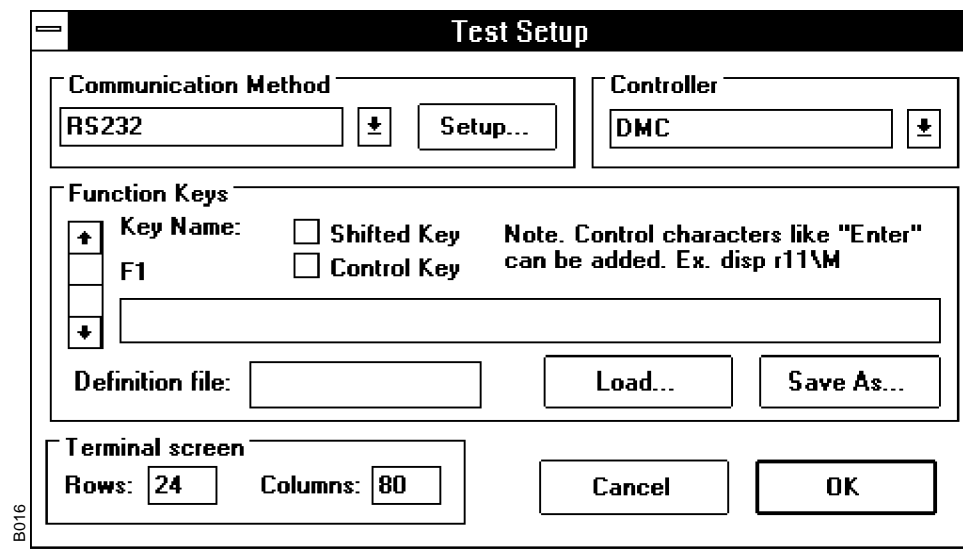 Test Setup
Communication Method
RS232
Setup...
Controller
DMC
Function Keys
Key Name:
F1
Shifted Key
Control Key
Note. Control characters like "Enter"
can be added. Ex. disp r11\M
Definition file:
Load...
Save As...
Terminal screen
Rows: 24 Columns: 80
Cancel
OK
B016